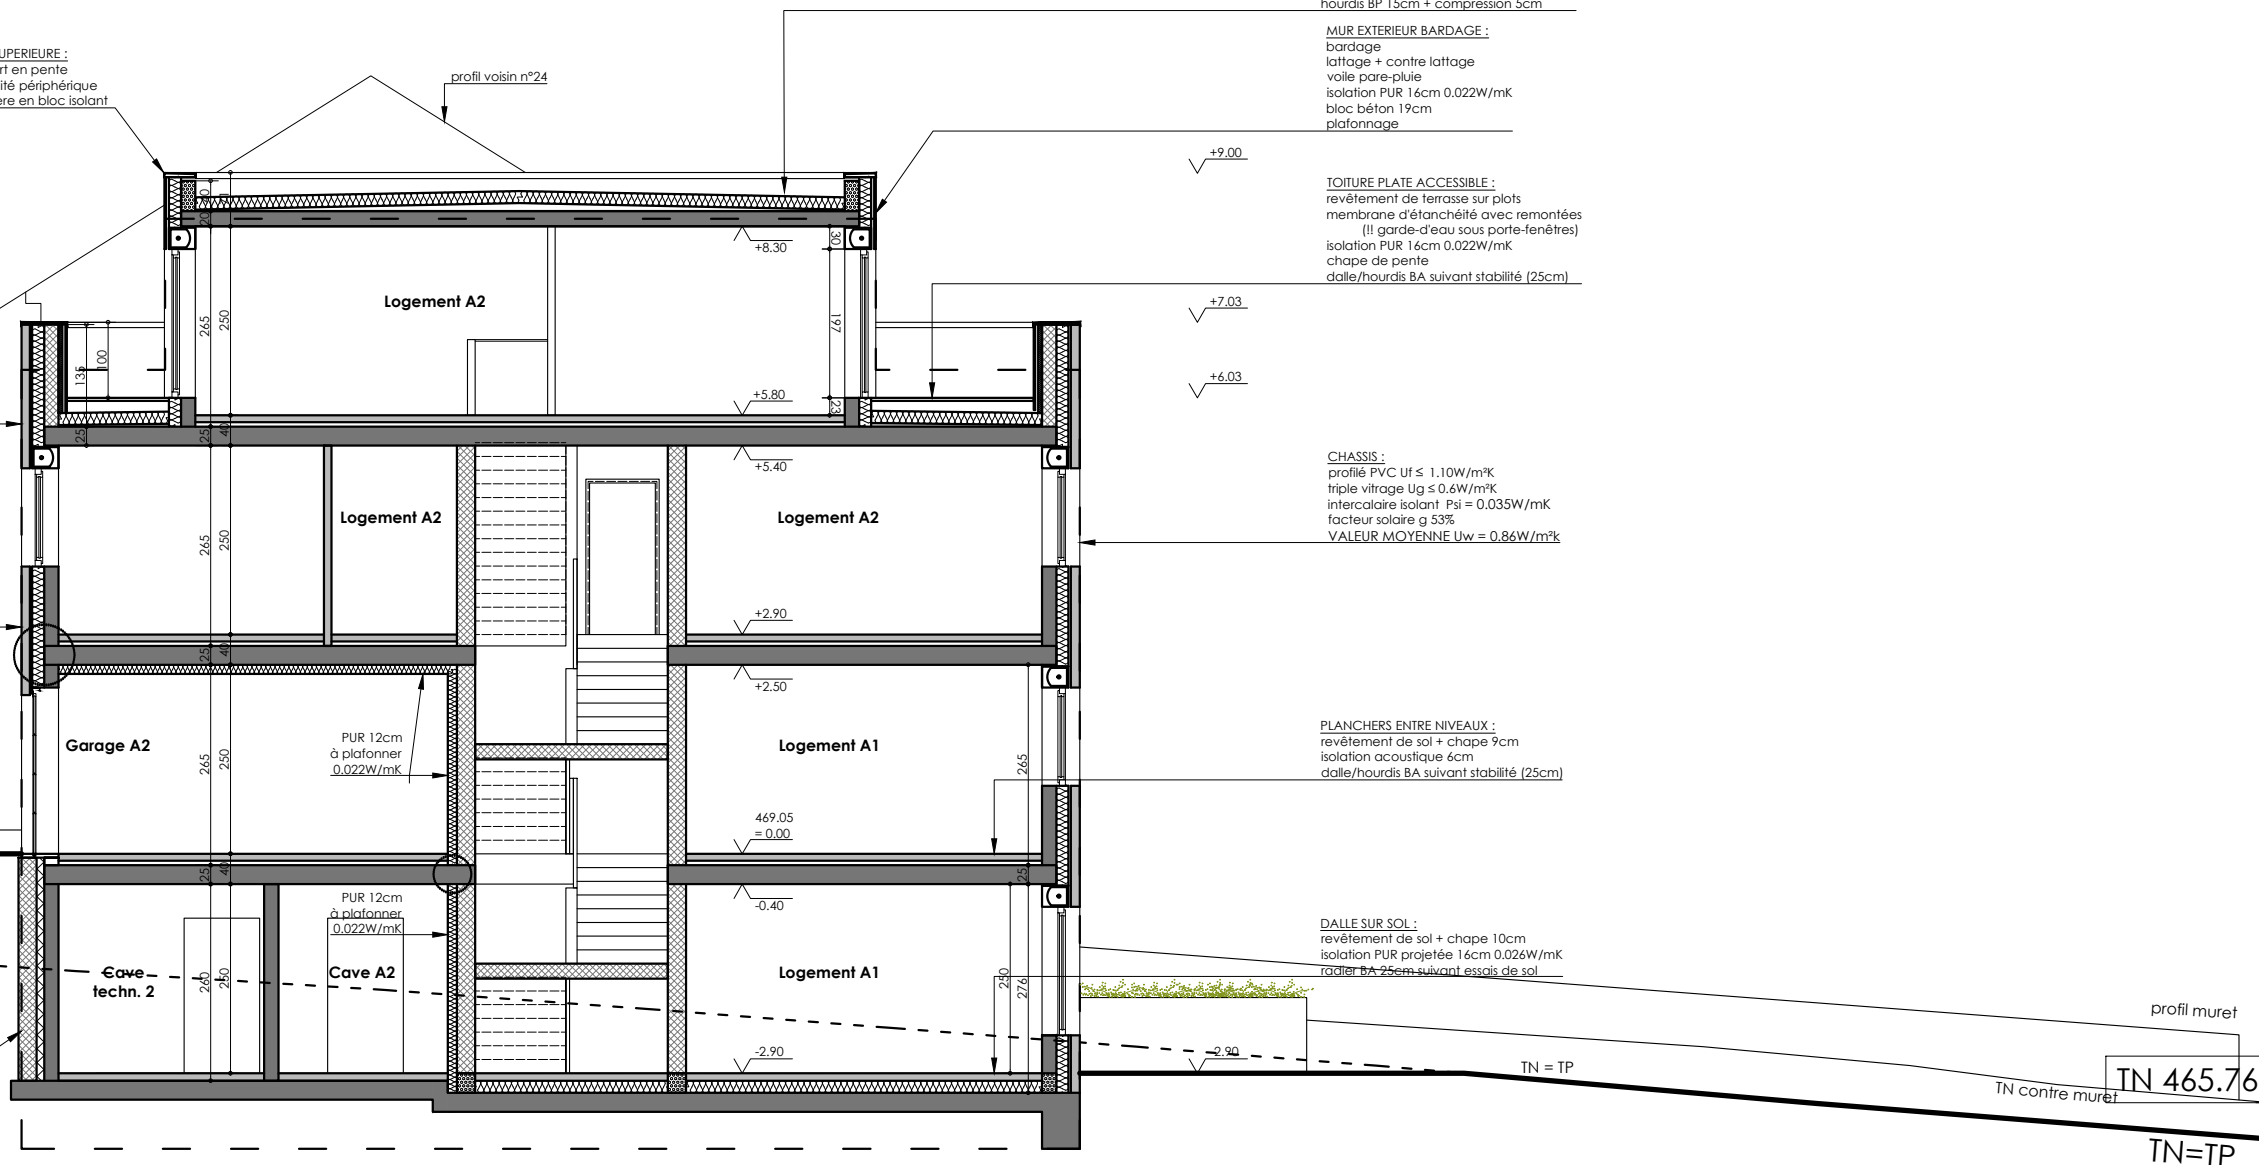 hourdis BP 15cm + compression 5cm
MUR EXTERIEUR BARDAGE :
bardage
lattage + contre lattage
voile pare-pluie
isolation PUR 16cm 0.022W/mK
bloc béton 19cm
plafonnage
UPERIEURE :
rt en pente
ité périphérique
ère en bloc isolant
profil voisin n°24
+9.00
TOITURE PLATE ACCESSIBLE :
revêtement de terrasse sur plots
membrane d'étanchéité avec remontées
(!! garde-d'eau sous porte-fenêtres)
isolation PUR 16cm 0.022W/mK
chape de pente
dalle/hourdis BA suivant stabilité (25cm)
20
+8.30
30
Logement A2
265
250
197
+7.03
135
100
+6.03
+5.80
23
25
25
40
+5.40
CHASSIS :
profilé PVC Uf ≤ 1.10W/m²K
triple vitrage Ug ≤ 0.6W/m²K
intercalaire isolant Psi = 0.035W/mK
facteur solaire g 53%
VALEUR MOYENNE Uw = 0.86W/m²k
Logement A2
Logement A2
265
250
+2.90
25
40
+2.50
Garage A2
PUR 12cm
à plafonner
0.022W/mK
Logement A1
265
250
265
PLANCHERS ENTRE NIVEAUX :
revêtement de sol + chape 9cm
isolation acoustique 6cm
dalle/hourdis BA suivant stabilité (25cm)
469.05
= 0.00
25
40
25
-0.40
PUR 12cm
à plafonner
0.022W/mK
DALLE SUR SOL :
revêtement de sol + chape 10cm
isolation PUR projetée 16cm 0.026W/mK
radier BA 25cm suivant essais de sol
Cave
techn. 2
Cave A2
Logement A1
260
250
250
276
-2.90
-2.90
profil muret
TN = TP
TN contre muret
TN 465.76
TN=TP